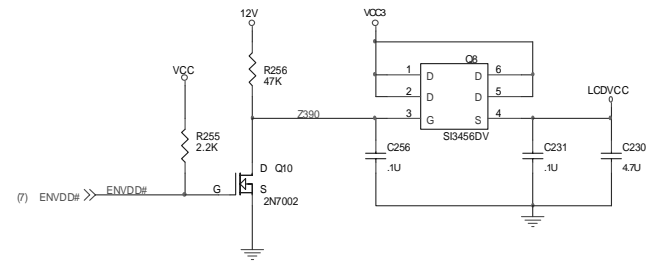 12V
VCC3
R256
47K
Q8
1 D D 6
2 D D 5
3 G S 4
SI3456DV
LCDVCC
VCC
R255
2.2K
Z390
C256
.1U
C231
.1U
C230
4.7U
D Q10
G S
2N7002
(7) ENVDD# ENVDD#